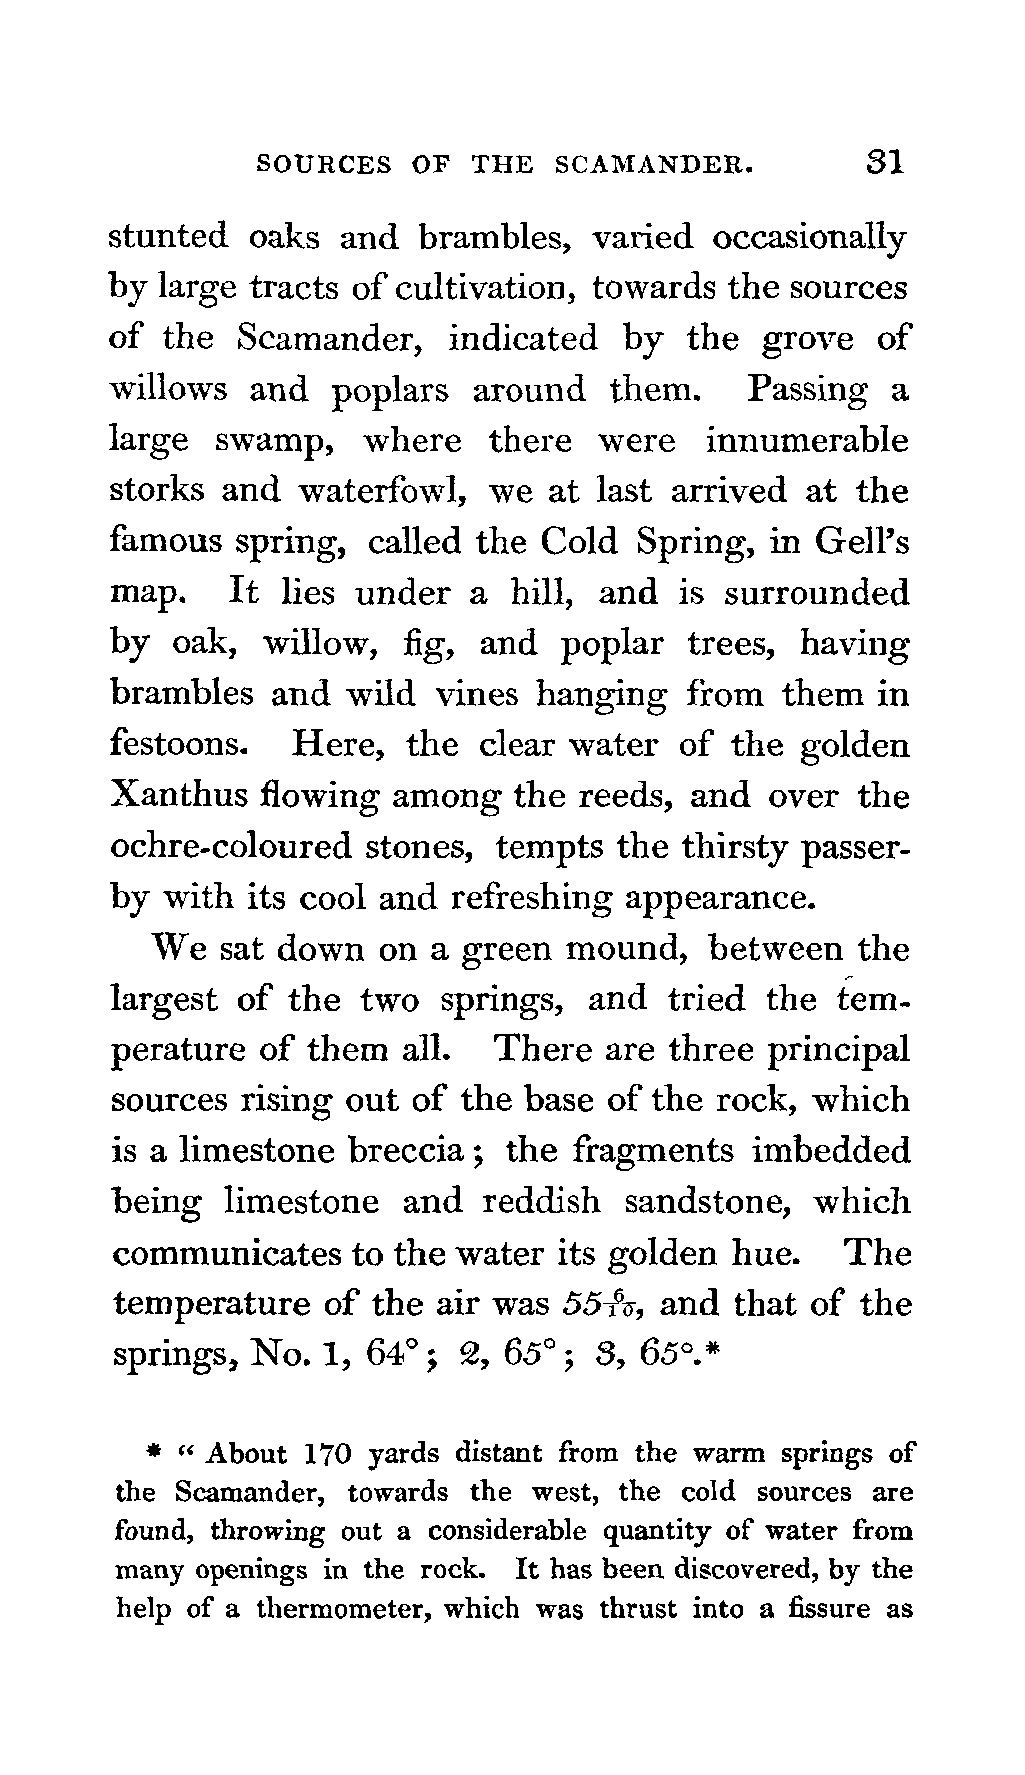 SOURCES OF THE SCAMANDER. 31
stunted oaks and brambles, varied occasionally
by large tracts of cultivation, towards the sources
of the Scamander, indicated by the grove of
willows and poplars around them. Passing a
large swamp, where there were innumerable
storks and waterfowl, we at last arrived at the
famous spring, called the Cold Spring, in Gell's
map. It lies under a hill, and is surrounded
by oak, willow, fig, and poplar trees, having
brambles and wild vines hanging from them in
festoons. Here, the clear water of the golden
Xanthus flowing among the reeds, and over the
ochre-coloured stones, tempts the thirsty passer-
by with its cool and refreshing appearance.
We sat down on a green mound, between the
largest of the two springs, and tried the tem-
perature of them all. There are three principal
sources rising out of the base of the rock, which
is a limestone breccia; the fragments imbedded
being limestone and reddish sandstone, which
communicates to the water its golden hue. The
temperature of the air was 55 6/10, and that of the
springs, No. 1, 64°; 2, 65°; 3, 65°.*
* "About 170 yards distant from the warm springs of
the Scamander, towards the west, the cold sources are
found, throwing out a considerable quantity of water from
many openings in the rock. It has been discovered, by the
help of a thermometer, which was thrust into a fissure as